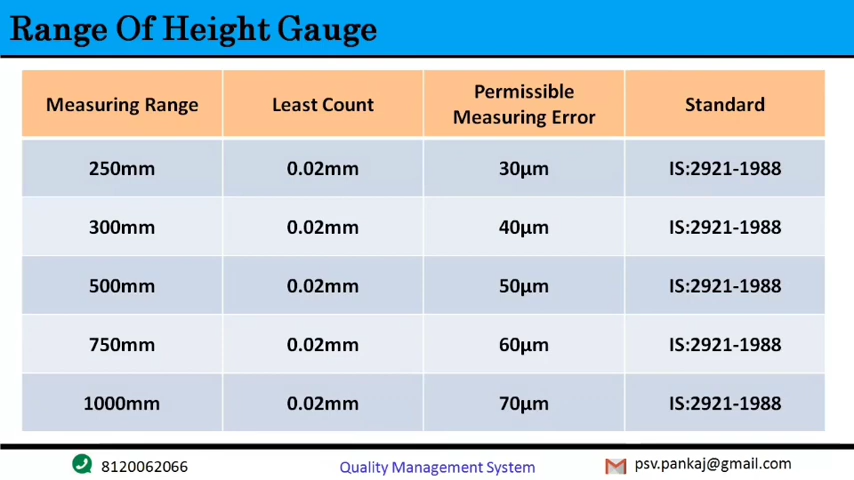 Range Of Height Gauge
Measuring Range Least Count Permissible Measuring Error Standard
250mm 0.02mm 30µm IS:2921-1988
300mm 0.02mm 40µm IS:2921-1988
500mm 0.02mm 50µm IS:2921-1988
750mm 0.02mm 60µm IS:2921-1988
1000mm 0.02mm 70µm IS:2921-1988
8120062066 Quality Management System psv.pankaj@gmail.com